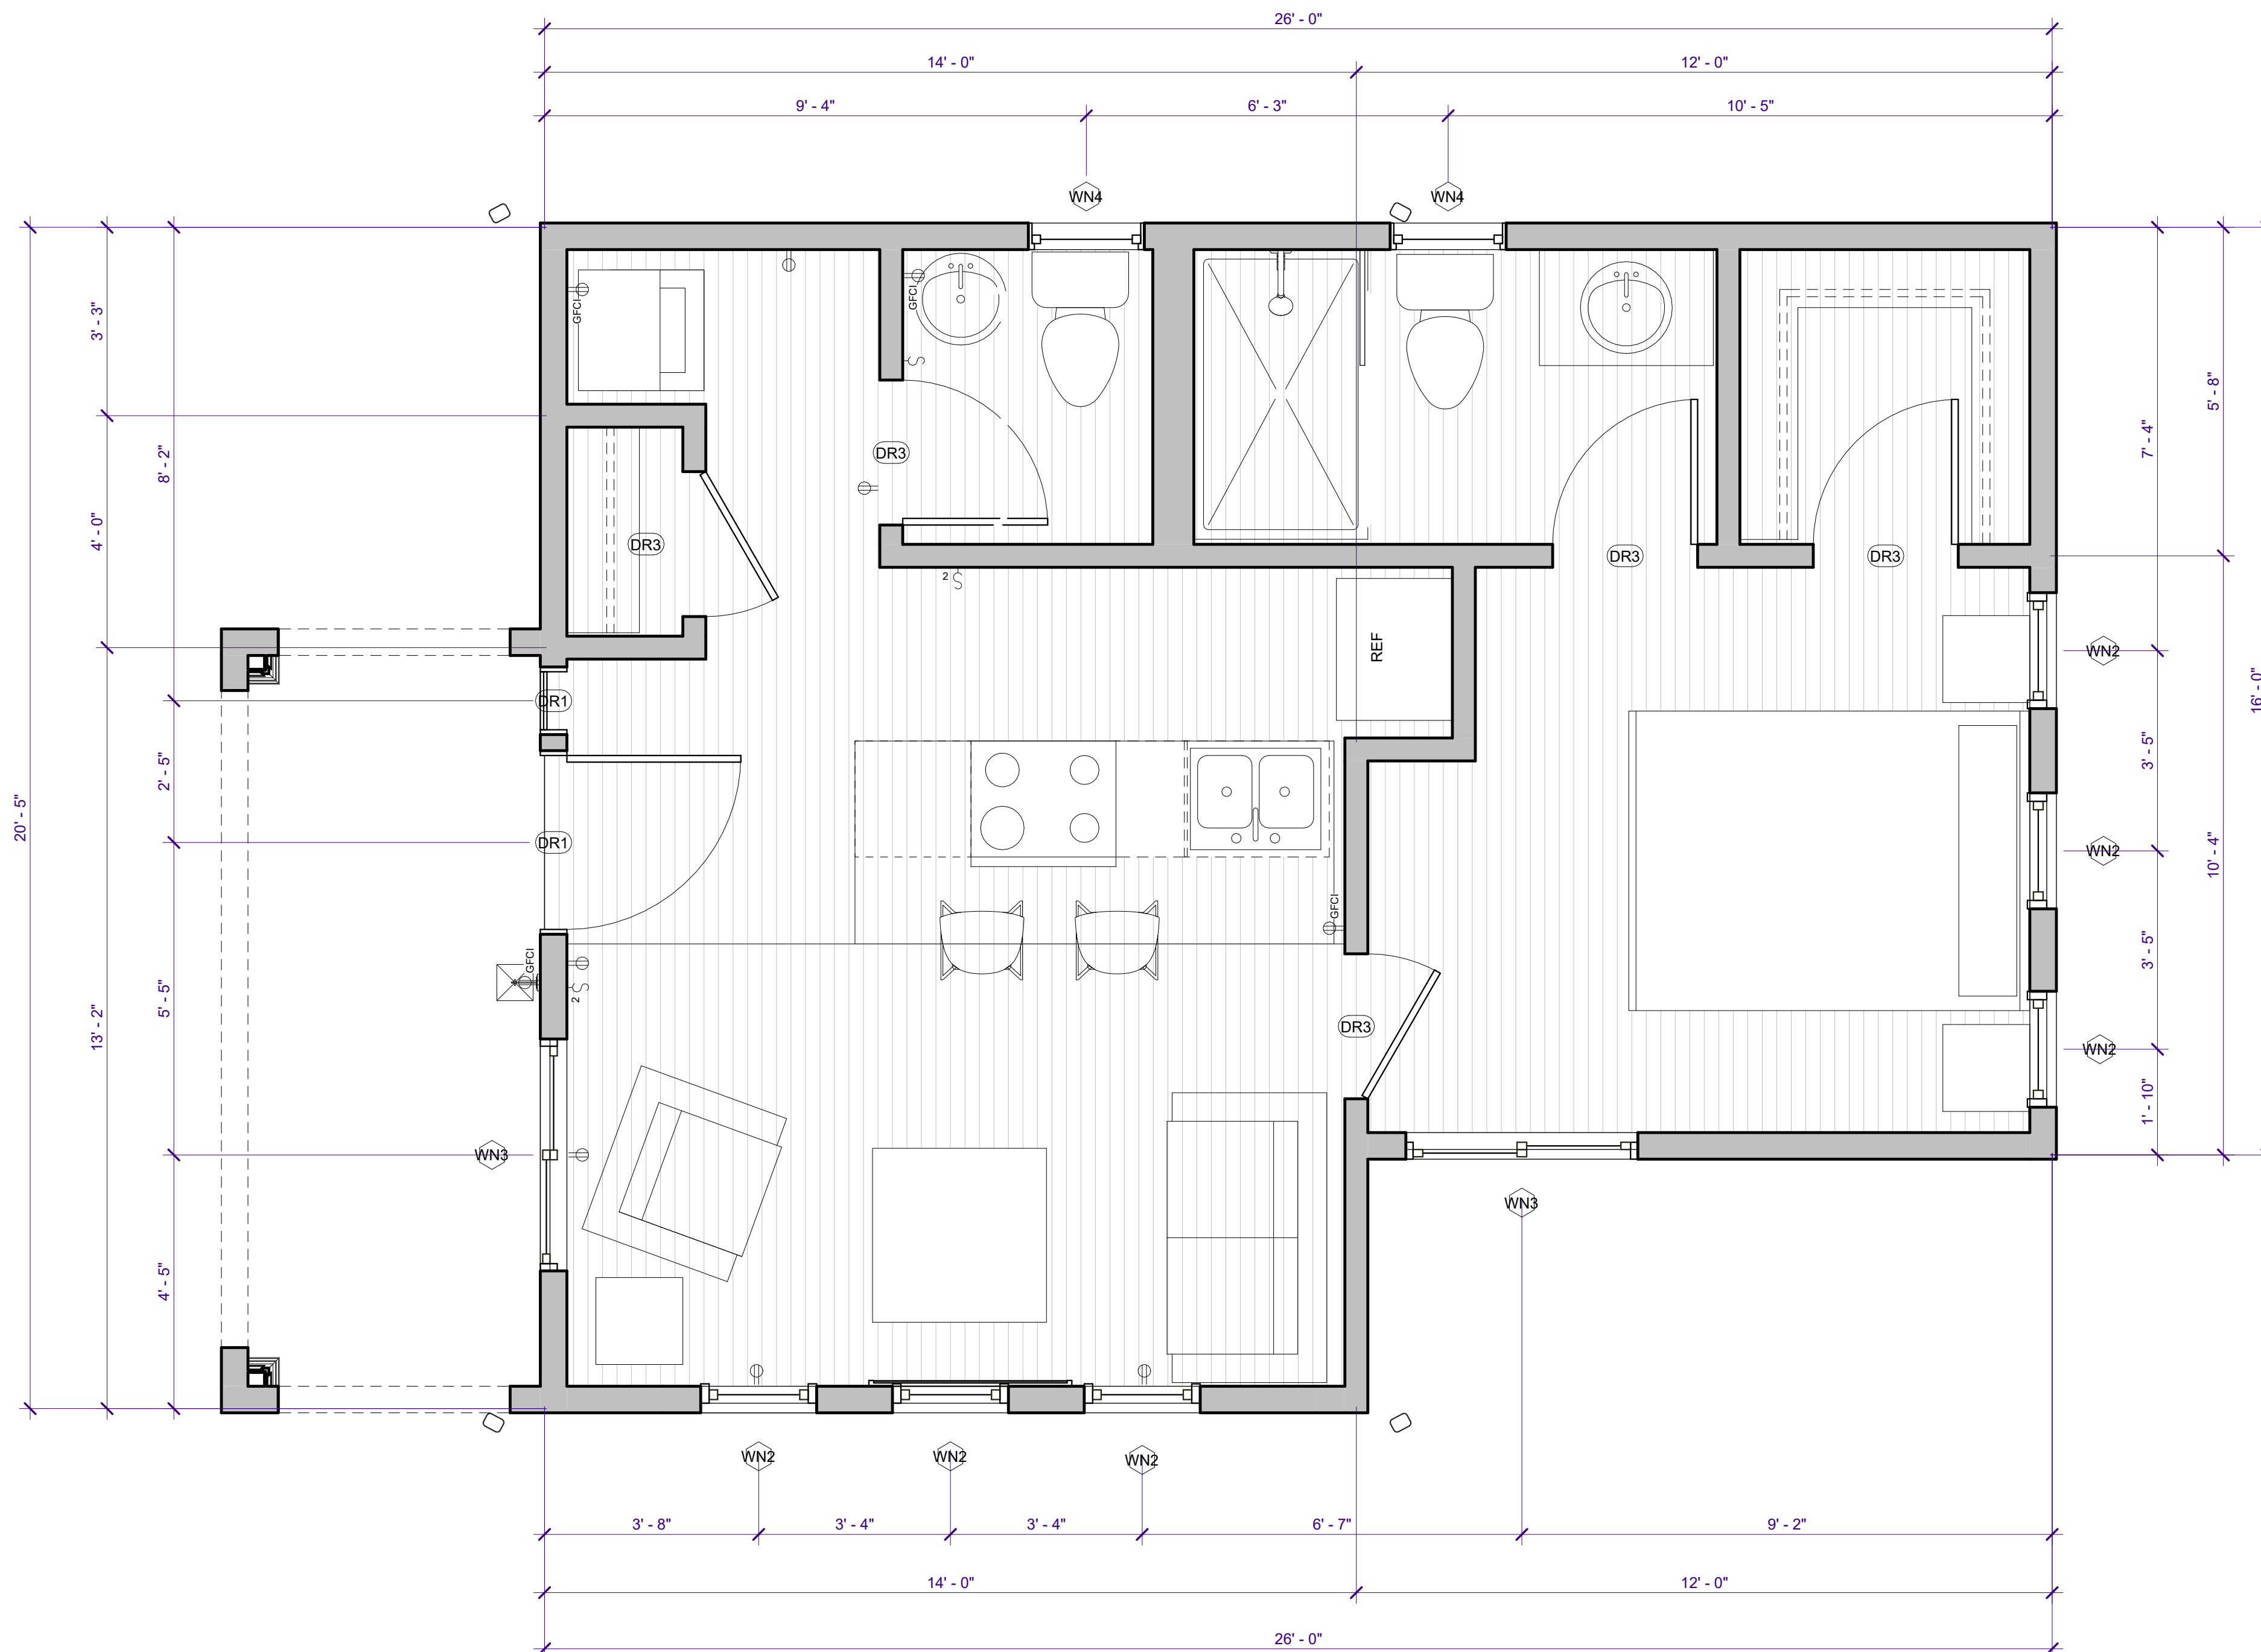 26' - 0"
14' - 0"
12' - 0"
9' - 4"
6' - 3"
10' - 5"
WN4
WN4
GFCI
GFCI
3' - 3"
5' - 8"
7' - 4"
8' - 2"
DR3
4' - 0"
DR3
DR3
DR3
2
REF
WN2
16' - 0"
DR1
2' - 5"
3' - 5"
20' - 5"
DR1
WN2
10' - 4"
GFCI
GFCI
2
5' - 5"
3' - 5"
13' - 2"
DR3
WN2
1' - 10"
WN3
WN3
4' - 5"
WN2
WN2
WN2
3' - 8"
3' - 4"
3' - 4"
6' - 7"
9' - 2"
14' - 0"
12' - 0"
26' - 0"